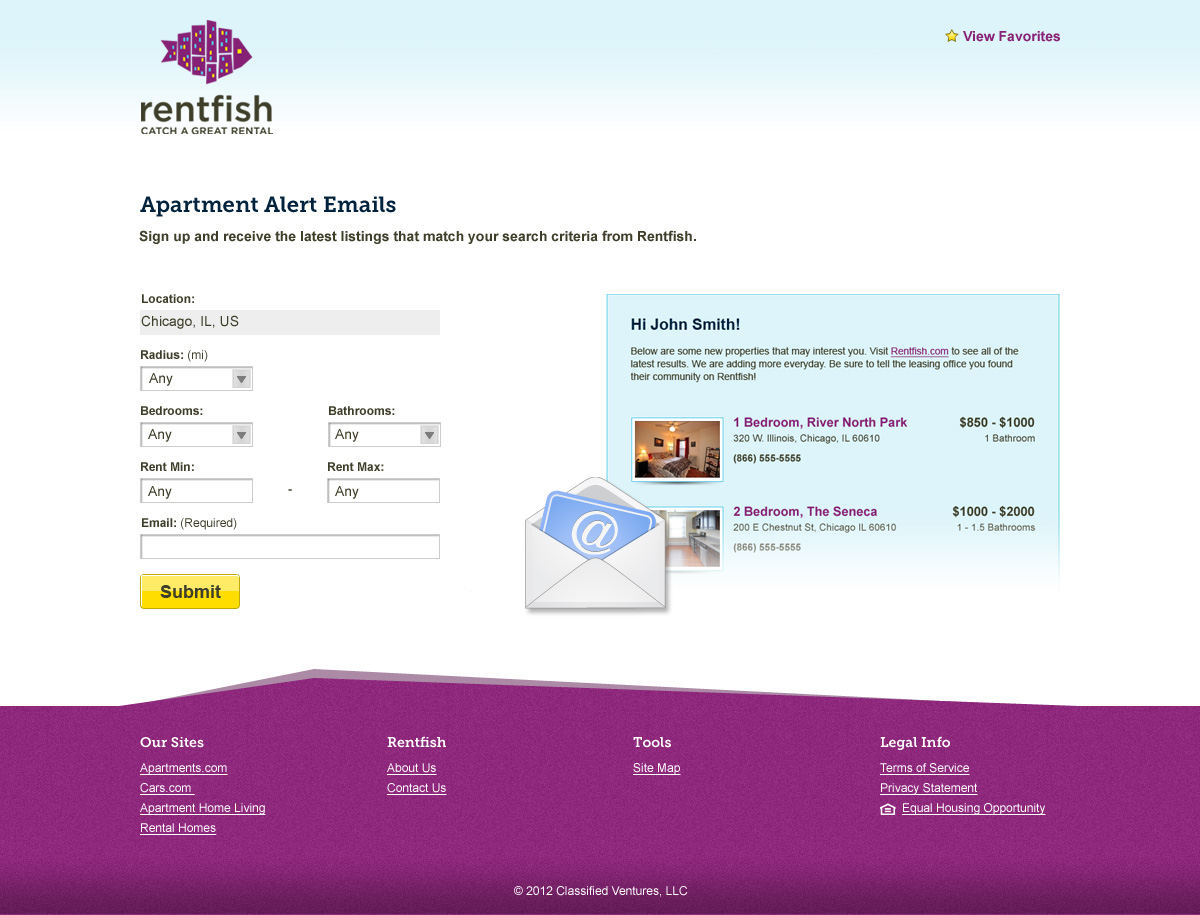 View Favorites
rentfish
CATCH A GREAT RENTAL
Apartment Alert Emails
Sign up and receive the latest listings that match your search criteria from Rentfish.
Location:
Chicago, IL, US
Radius: (mi)
Any
Bedrooms:
Bathrooms:
Any
Any
Rent Min:
Rent Max:
Any
-
Any
Email: (Required)
Submit
Hi John Smith!
Below are some new properties that may interest you. Visit Rentfish.com to see all of the
latest results. We are adding more everyday. Be sure to tell the leasing office you found
their community on Rentfish!
1 Bedroom, River North Park
$850 - $1000
320 W. Illinois, Chicago, IL 60610
1 Bathroom
(866) 555-5555
@
2 Bedroom, The Seneca
$1000 - $2000
200 E Chestnut St, Chicago IL 60610
1 - 1.5 Bathrooms
(866) 555-5555
Our Sites
Apartments.com
Cars.com
Apartment Home Living
Rental Homes
Rentfish
About Us
Contact Us
Tools
Site Map
Legal Info
Terms of Service
Privacy Statement
Equal Housing Opportunity
© 2012 Classified Ventures, LLC